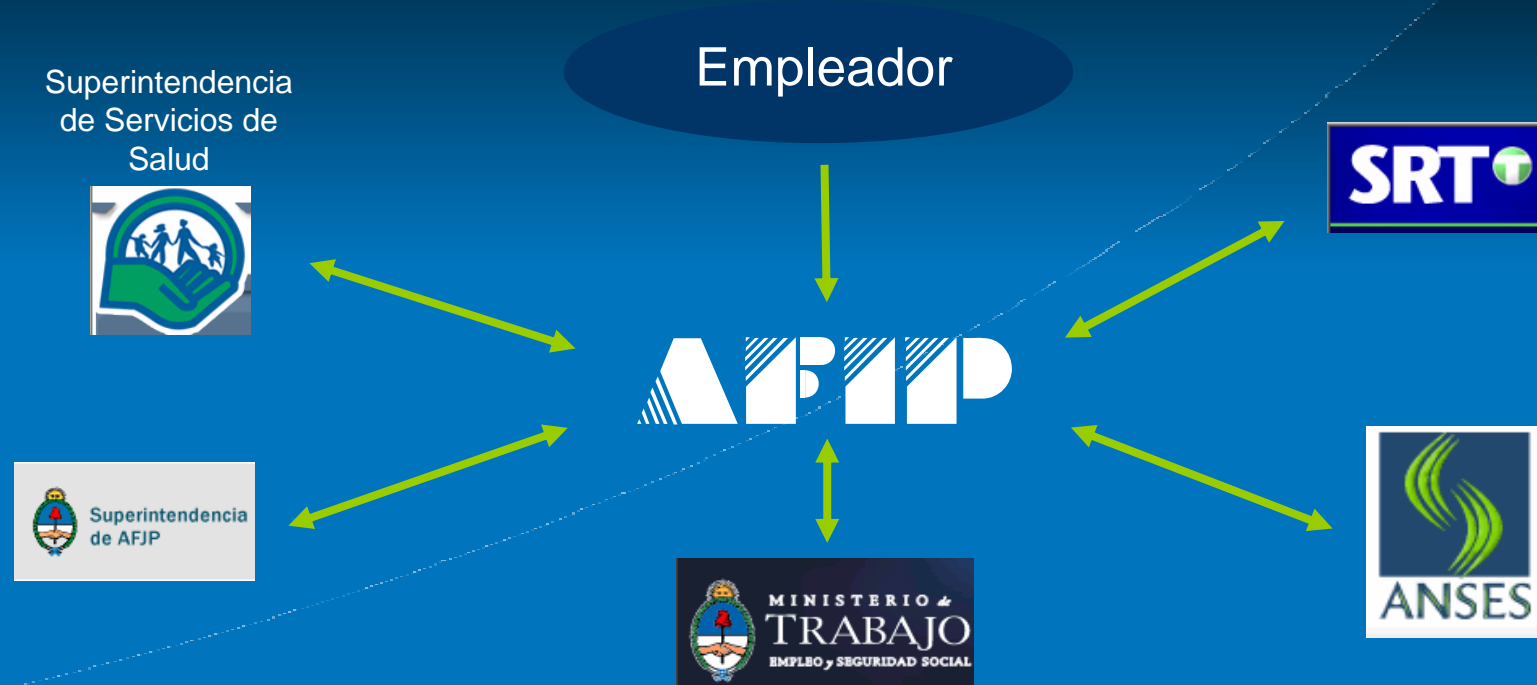 Empleador
Superintendencia
de Servicios de
Salud
SRT
AFIP
Superintendencia
de AFJP
MINISTERIO de
TRABAJO
EMPLEO y SEGURIDAD SOCIAL
ANSES